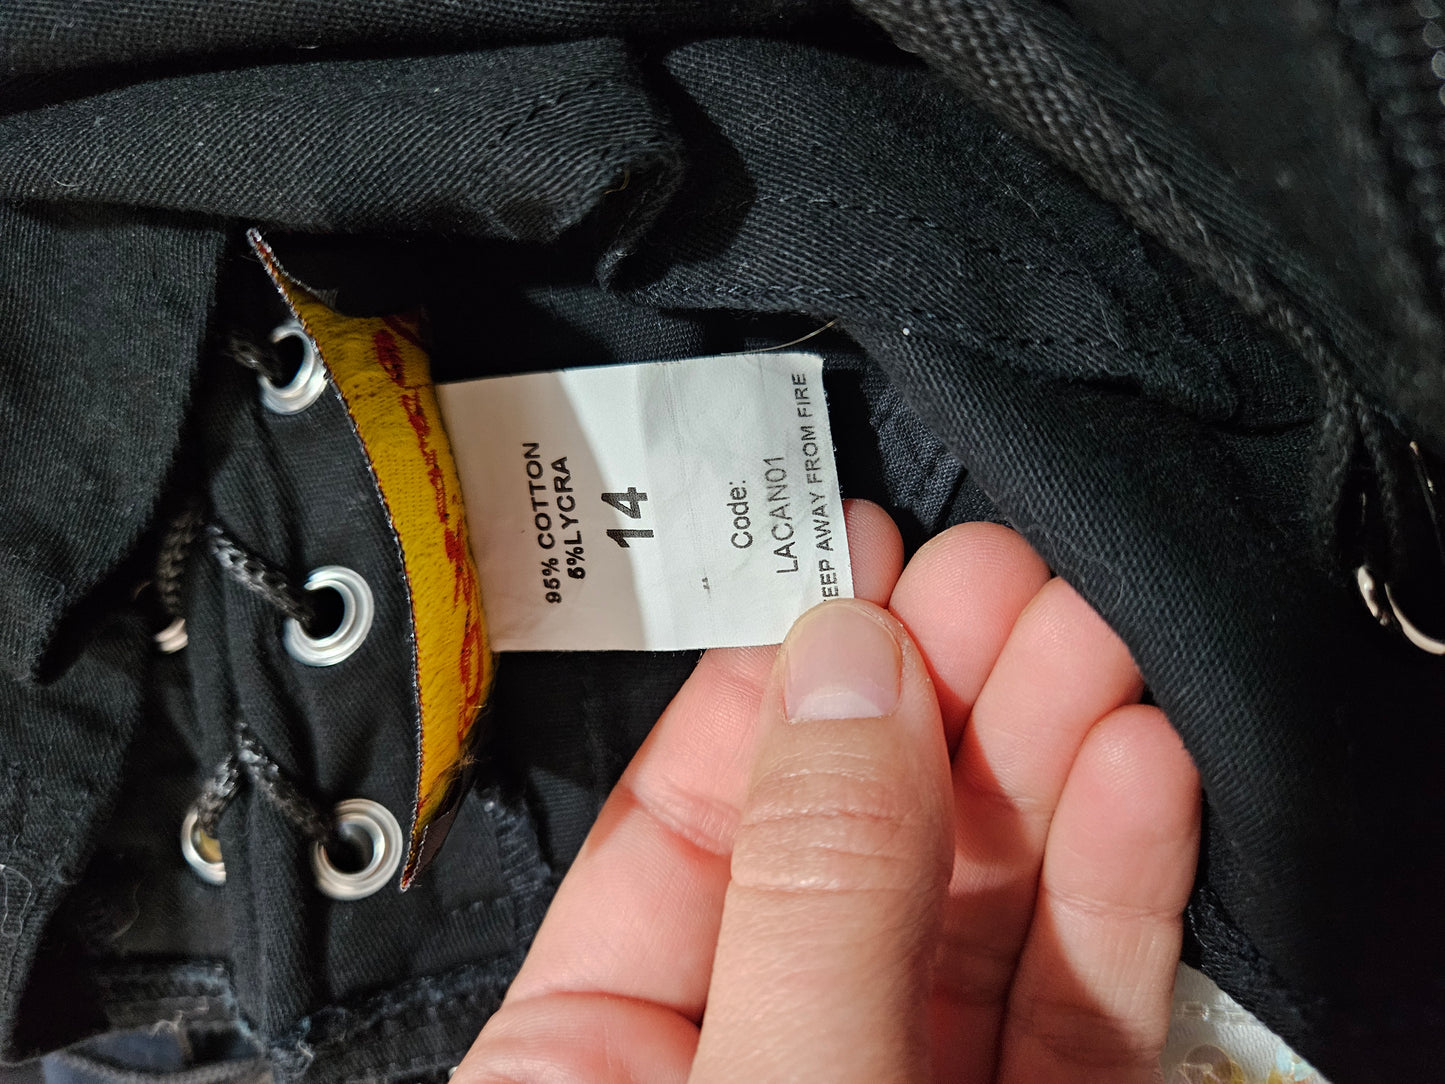 95% COTTON
5%LYCRA
14
Code:
LACAN01
EEP AWAY FROM FIRE